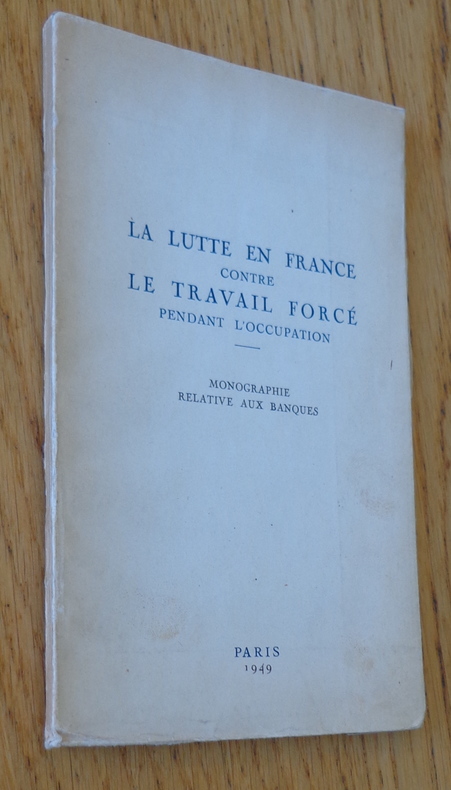 LA LUTTE EN FRANCE
CONTRE
LE TRAVAIL FORCÉ
PENDANT L'OCCUPATION
MONOGRAPHIE
RELATIVE AUX BANQUES
PARIS
1949